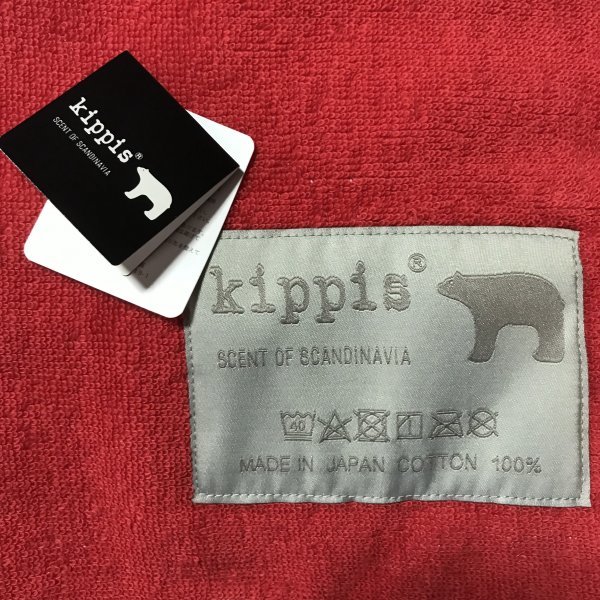 kippis®
SCENT OF SCANDINAVIA
kippis®
SCENT OF SCANDINAVIA
40
MADE IN JAPAN COTTON 100%